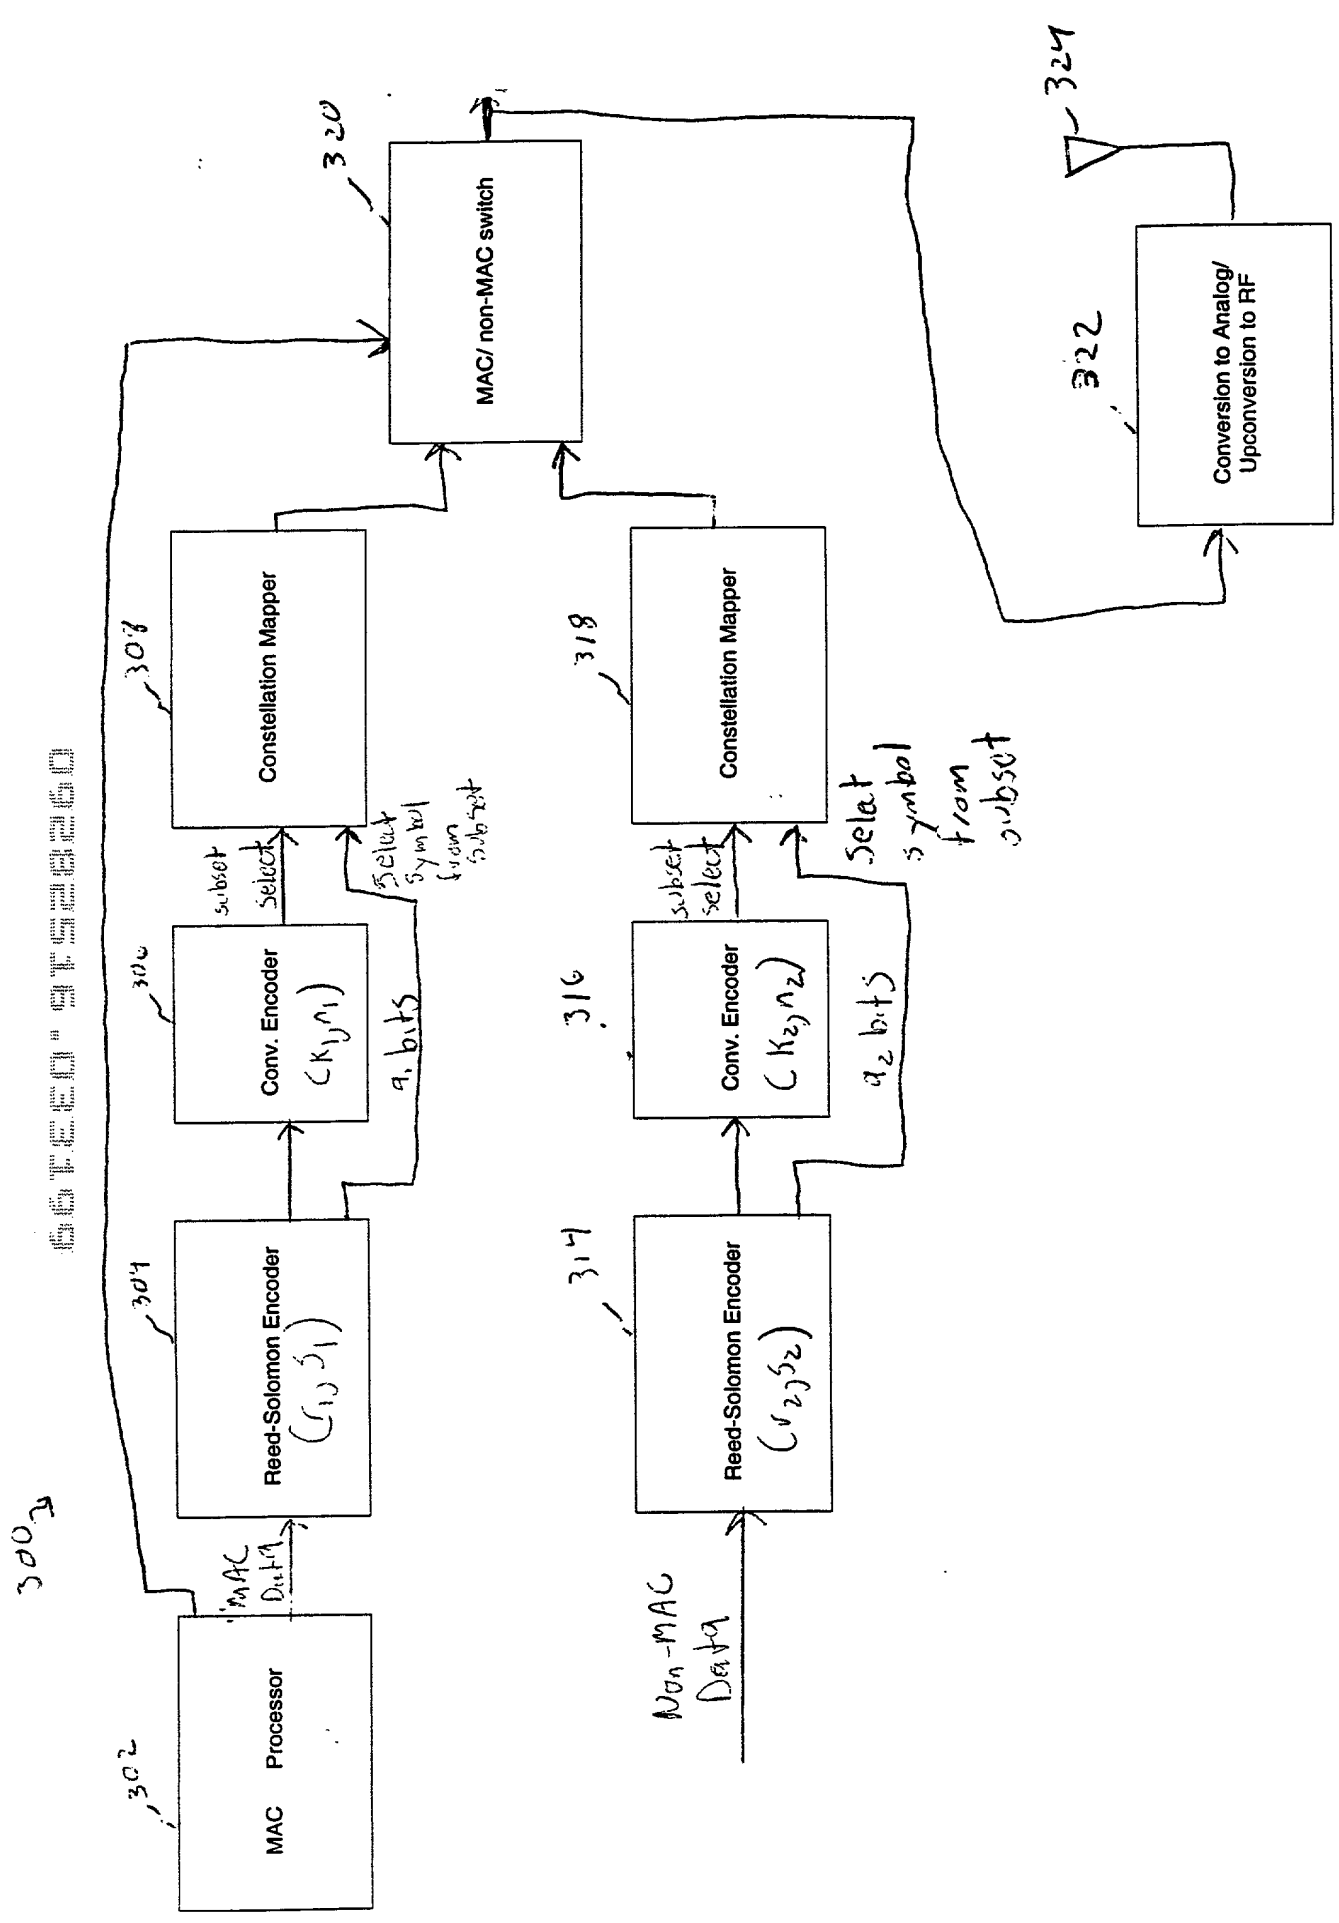 300
302
MAC Processor
MAC
Data
304
Reed-Solomon Encoder
(r1, s1)
306
Conv. Encoder
(k1, n1)
q1 bits
subset
select
Select
symbol
from
subset
308
Constellation Mapper
320
MAC/ non-MAC switch
Non-MAC
Data
314
Reed-Solomon Encoder
(r2, s2)
316
Conv. Encoder
(k2, n2)
q2 bits
subset
select
Select
symbol
from
subset
318
Constellation Mapper
322
Conversion to Analog/
Upconversion to RF
324